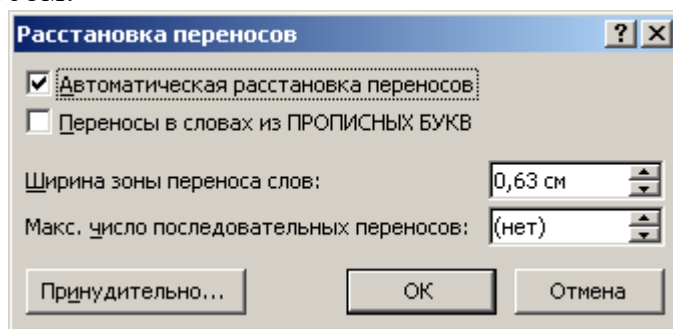 Расстановка переносов
Автоматическая расстановка переносов
Переносы в словах из ПРОПИСНЫХ БУКВ
Ширина зоны переноса слов: 0,63 см
Макс. число последовательных переносов: (нет)
Принудительно... ОК Отмена